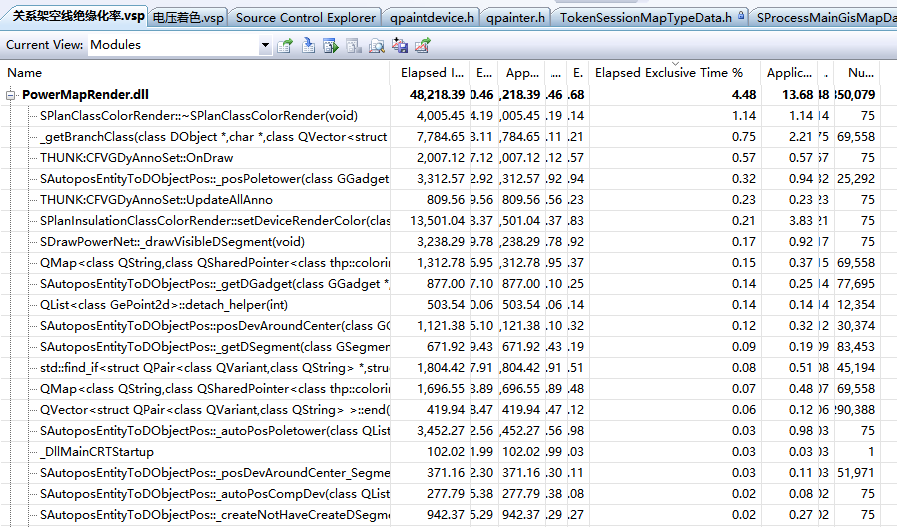 关系架空线绝缘化率.vsp 电压着色.vsp Source Control Explorer qpaintdevice.h qpainter.h TokenSessionMapTypeData.h SProcessMainGisMapDa
Current View: Modules
Name Elapsed I... E... App... ... E. Elapsed Exclusive Time % Applic... . Nu...
PowerMapRender.dll 48,218.39 0.46 ,218.39 .46 .68 4.48 13.68 48 350,079
SPlanClassColorRender::~SPlanClassColorRender(void) 4,005.45 4.19 ,005.45 .19 .14 1.14 1.14 14 75
_getBranchClass(class DObject *,char *,class QVector<struct 7,784.65 3.11 ,784.65 .11 .21 0.75 2.21 75 69,558
THUNK:CFVGDyAnnoSet::OnDraw 2,007.12 7.12 ,007.12 .12 .57 0.57 0.57 57 75
SAutoposEntityToDObjectPos::_posPoletower(class GGadget 3,312.57 2.92 ,312.57 .92 .94 0.32 0.94 32 25,292
THUNK:CFVGDyAnnoSet::UpdateAllAnno 809.56 9.56 809.56 .56 .23 0.23 0.23 23 75
SPlanInsulationClassColorRender::setDeviceRenderColor(clas 13,501.04 3.37 ,501.04 .37 .83 0.21 3.83 21 75
SDrawPowerNet::_drawVisibleDSegment(void) 3,238.29 9.78 ,238.29 .78 .92 0.17 0.92 17 75
QMap<class QString,class QSharedPointer<class thp::colorin 1,312.78 6.95 ,312.78 .95 .37 0.15 0.37 15 69,558
SAutoposEntityToDObjectPos::_getDGadget(class GGadget *, 877.00 7.10 877.00 .10 .25 0.14 0.25 14 77,695
QList<class GePoint2d>::detach_helper(int) 503.54 0.06 503.54 .06 .14 0.14 0.14 14 12,354
SAutoposEntityToDObjectPos::posDevAroundCenter(class GG 1,121.38 5.10 ,121.38 .10 .32 0.12 0.32 12 30,374
SAutoposEntityToDObjectPos::_getDSegment(class GSegmen 671.92 9.43 671.92 .43 .19 0.09 0.19 09 83,453
std::find_if<struct QPair<class QVariant,class QString> *,stru 1,804.42 7.91 ,804.42 .91 .51 0.08 0.51 08 45,194
QMap<class QString,class QSharedPointer<class thp::colorin 1,696.55 3.89 ,696.55 .89 .48 0.07 0.48 07 69,558
QVector<struct QPair<class QVariant,class QString> >::end( 419.94 8.47 419.94 .47 .12 0.06 0.12 06 290,388
SAutoposEntityToDObjectPos::_autoPosPoletower(class QLis 3,452.27 2.56 ,452.27 .56 .98 0.03 0.98 03 75
_DllMainCRTStartup 102.02 1.99 102.02 .99 .03 0.03 0.03 03 1
SAutoposEntityToDObjectPos::_posDevAroundCenter_Segme 371.16 2.30 371.16 .30 .11 0.03 0.11 03 51,971
SAutoposEntityToDObjectPos::_autoPosCompDev(class QList 277.79 5.38 277.79 .38 .08 0.02 0.08 02 75
SAutoposEntityToDObjectPos::_createNotHaveCreateDSegm 942.37 5.29 942.37 .29 .27 0.02 0.27 02 75